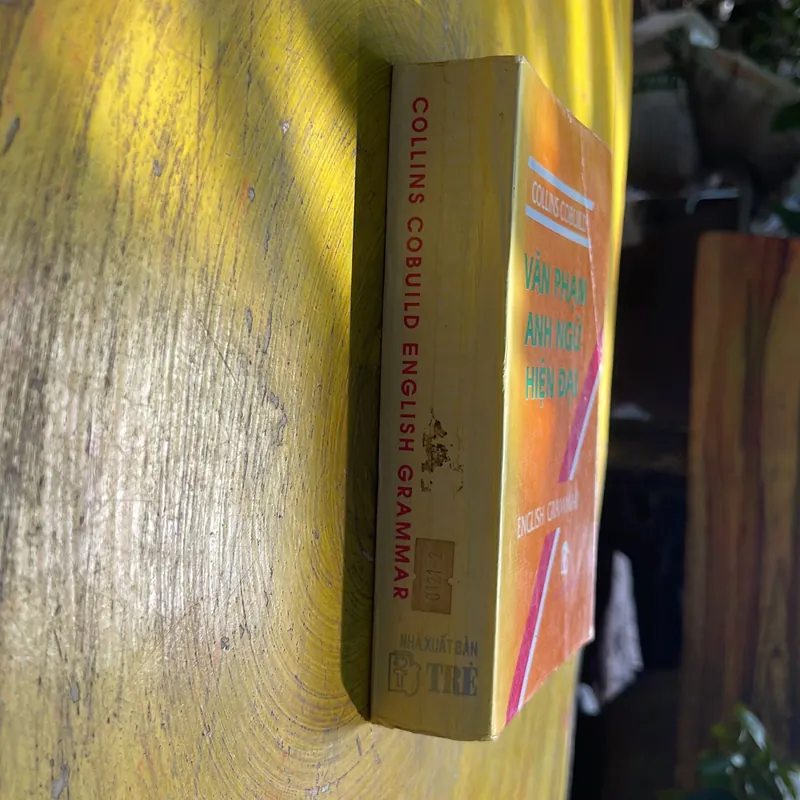 COLLINS COBUILD ENGLISH GRAMMAR
NHÀ XUẤT BẢN
TRẺ
COLLINS COBUILD
VĂN PHẠM
ANH NGỮ
HIỆN ĐẠI
ENGLISH GRAMMAR